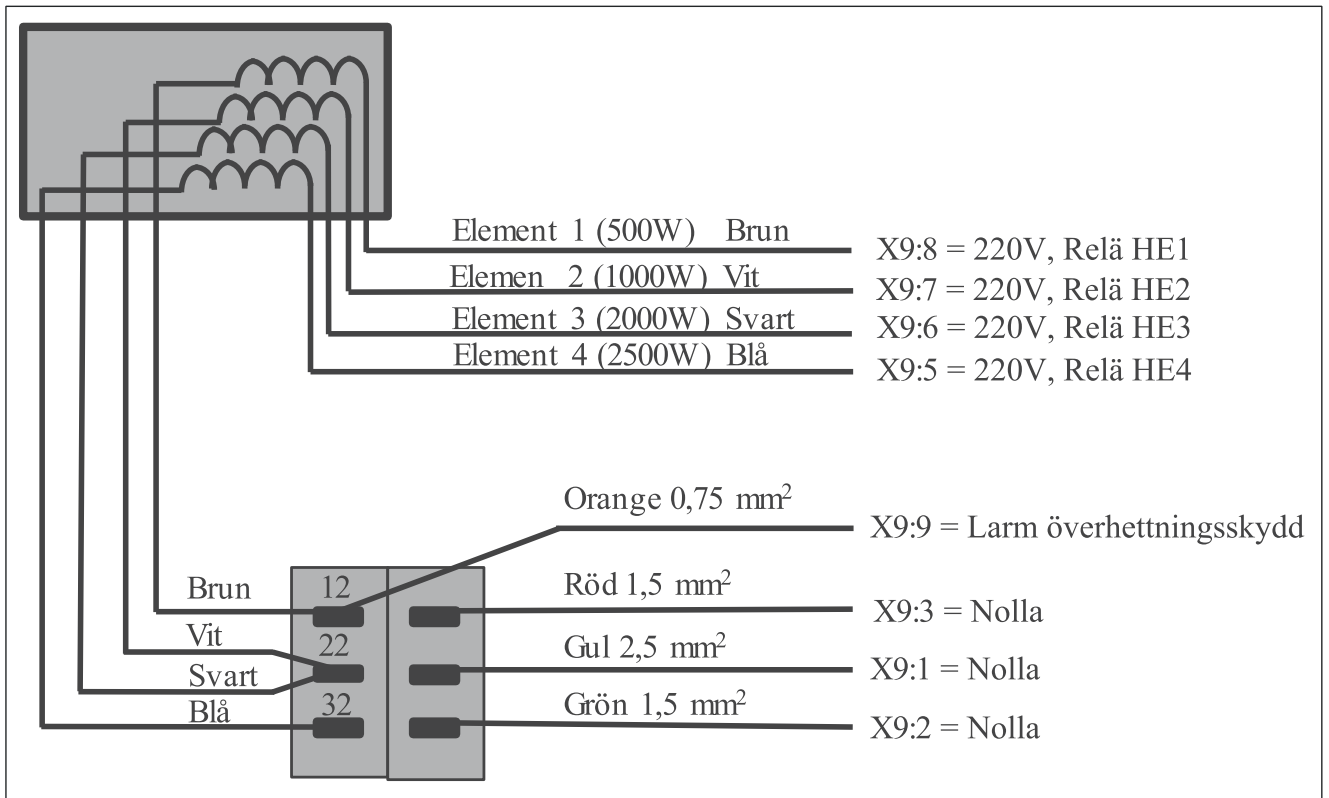 Element 1 (500W) Brun X9:8 = 220V, Relä HE1
Elemen 2 (1000W) Vit X9:7 = 220V, Relä HE2
Element 3 (2000W) Svart X9:6 = 220V, Relä HE3
Element 4 (2500W) Blå X9:5 = 220V, Relä HE4
Orange 0,75 mm² X9:9 = Larm överhettningsskydd
Brun 12 Röd 1,5 mm² X9:3 = Nolla
Vit 22 Gul 2,5 mm² X9:1 = Nolla
Svart
Blå 32 Grön 1,5 mm² X9:2 = Nolla